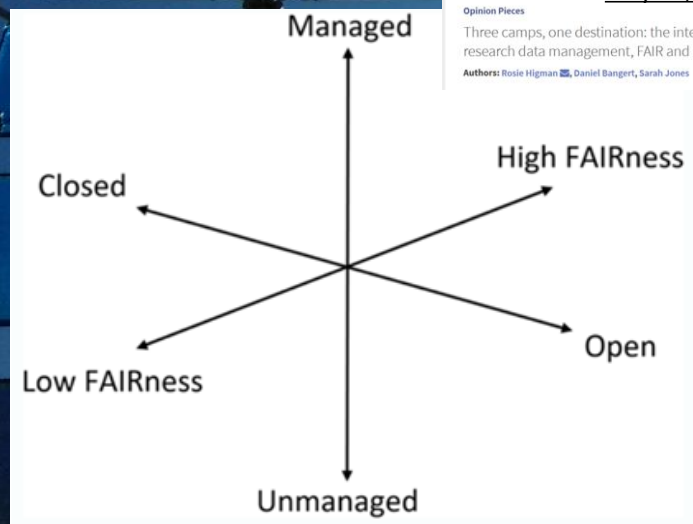 Opinion Pieces
Three camps, one destination: the
research data management, FAIR and
Authors: Rosie Higman, Daniel Bangert, Sarah Jones
Managed
High FAIRness
Closed
Open
Low FAIRness
Unmanaged